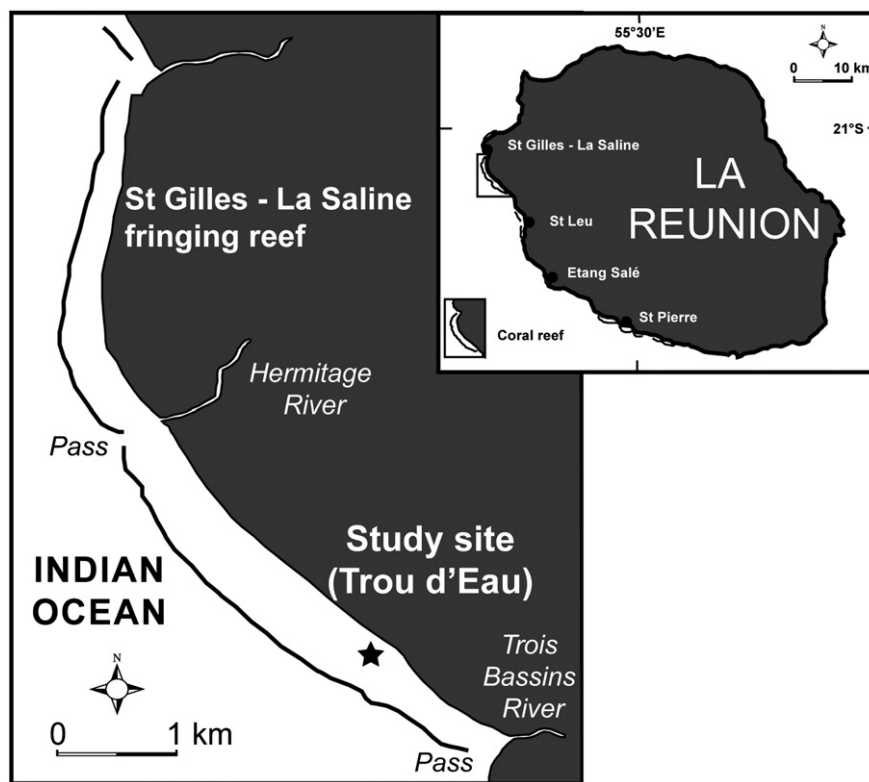 St Gilles - La Saline
fringing reef
Hermitage
River
Pass
INDIAN
OCEAN
Study site
(Trou d'Eau)
Trois
Bassins
River
Pass
N
0 1 km
55°30'E
N
0 10 km
21°S
St Gilles - La Saline
LA
REUNION
St Leu
Etang Salé
St Pierre
Coral reef